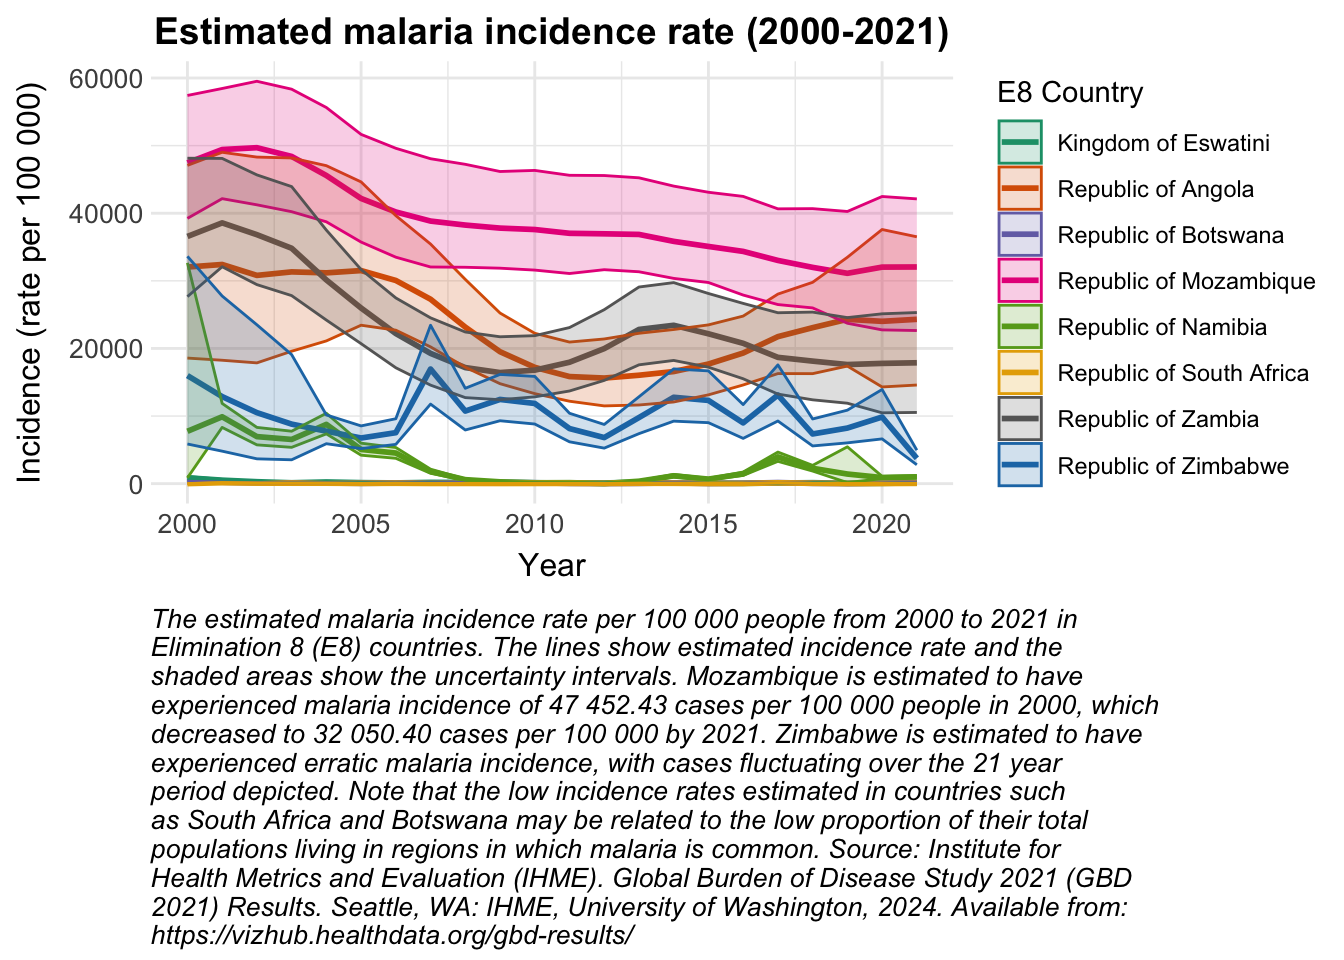 Estimated malaria incidence rate (2000-2021)
Incidence (rate per 100 000)
60000
40000
20000
0
2000
2005
2010
2015
2020
Year
E8 Country
Kingdom of Eswatini
Republic of Angola
Republic of Botswana
Republic of Mozambique
Republic of Namibia
Republic of South Africa
Republic of Zambia
Republic of Zimbabwe
The estimated malaria incidence rate per 100 000 people from 2000 to 2021 in
Elimination 8 (E8) countries. The lines show estimated incidence rate and the
shaded areas show the uncertainty intervals. Mozambique is estimated to have
experienced malaria incidence of 47 452.43 cases per 100 000 people in 2000, which
decreased to 32 050.40 cases per 100 000 by 2021. Zimbabwe is estimated to have
experienced erratic malaria incidence, with cases fluctuating over the 21 year
period depicted. Note that the low incidence rates estimated in countries such
as South Africa and Botswana may be related to the low proportion of their total
populations living in regions in which malaria is common. Source: Institute for
Health Metrics and Evaluation (IHME). Global Burden of Disease Study 2021 (GBD
2021) Results. Seattle, WA: IHME, University of Washington, 2024. Available from:
https://vizhub.healthdata.org/gbd-results/